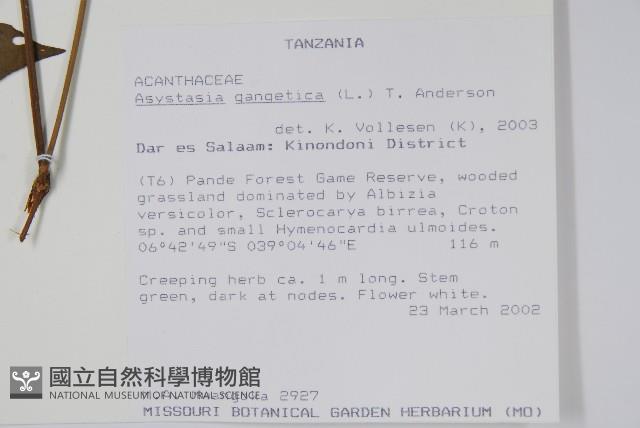 TANZANIA
ACANTHACEAE
Asystasia gangetica (L.) T. Anderson
det. K. Vollesen (K), 2003
Dar es Salaam: Kinondoni District
(T6) Pande Forest Game Reserve, wooded
grassland dominated by Albizia
versicolor, Sclerocarya birrea, Croton
sp. and small Hymenocardia ulmoides.
06°42'49"S 039°04'46"E 116 m
Creeping herb ca. 1 m long. Stem
green, dark at nodes. Flower white.
23 March 2002
國立自然科學博物館
NATIONAL MUSEUM OF NATURAL SCIENCE
2927
MISSOURI BOTANICAL GARDEN HERBARIUM (MO)